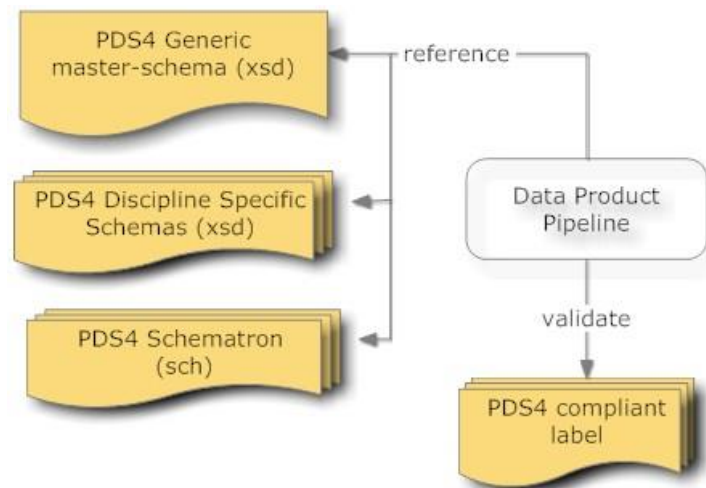 PDS4 Generic
master-schema (xsd)
reference
PDS4 Discipline Specific
Schemas (xsd)
Data Product
Pipeline
PDS4 Schematron
(sch)
validate
PDS4 compliant
label